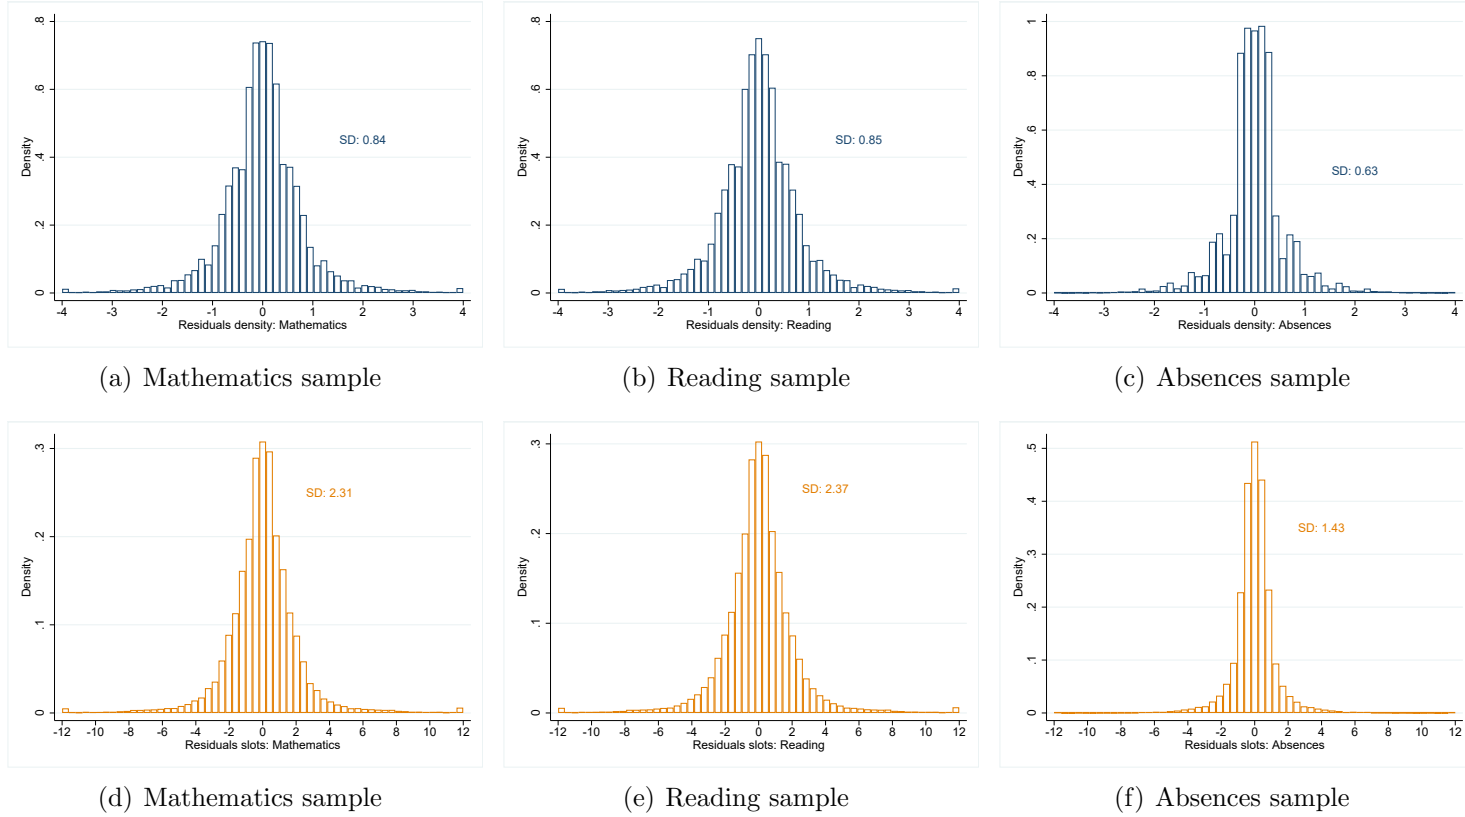 .8
.6
.4
.2
0
Density
SD: 0.84
-4 -3 -2 -1 0 1 2 3 4
Residuals density: Mathematics
(a) Mathematics sample
.8
.6
.4
.2
0
Density
SD: 0.85
-4 -3 -2 -1 0 1 2 3 4
Residuals density: Reading
(b) Reading sample
1
.8
.6
.4
.2
0
Density
SD: 0.63
-4 -3 -2 -1 0 1 2 3 4
Residuals density: Absences
(c) Absences sample
.3
.2
.1
0
Density
SD: 2.31
-12 -10 -8 -6 -4 -2 0 2 4 6 8 10 12
Residuals slots: Mathematics
(d) Mathematics sample
.3
.2
.1
0
Density
SD: 2.37
-12 -10 -8 -6 -4 -2 0 2 4 6 8 10 12
Residuals slots: Reading
(e) Reading sample
.5
.4
.3
.2
.1
0
Density
SD: 1.43
-12 -10 -8 -6 -4 -2 0 2 4 6 8 10 12
Residuals slots: Absences
(f) Absences sample